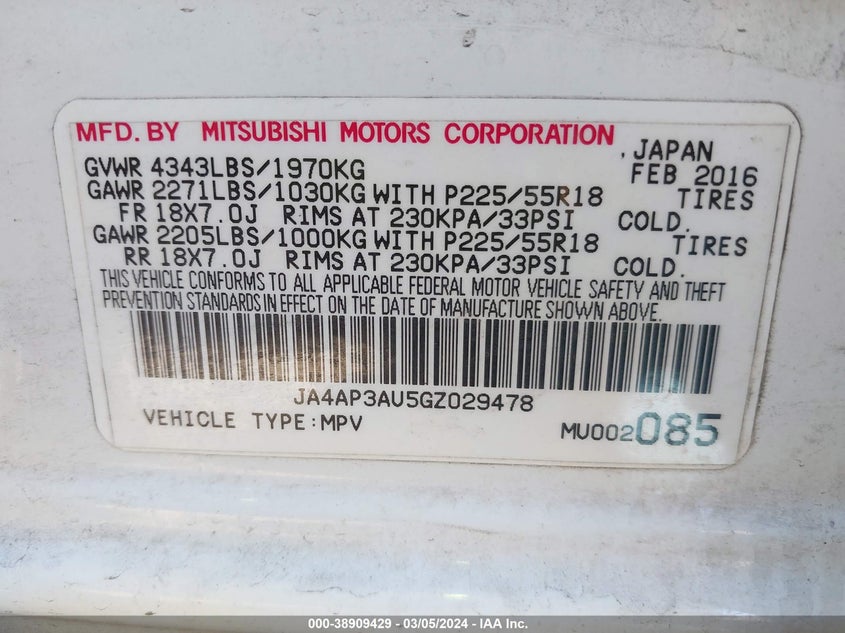 MFD. BY MITSUBISHI MOTORS CORPORATION
, JAPAN
GVWR 4343LBS/1970KG FEB 2016
GAWR 2271LBS/1030KG WITH P225/55R18 TIRES
FR 18X7.0J RIMS AT 230KPA/33PSI COLD.
GAWR 2205LBS/1000KG WITH P225/55R18 TIRES
RR 18X7.0J RIMS AT 230KPA/33PSI COLD.
THIS VEHICLE CONFORMS TO ALL APPLICABLE FEDERAL MOTOR VEHICLE SAFETY AND THEFT
PREVENTION STANDARDS IN EFFECT ON THE DATE OF MANUFACTURE SHOWN ABOVE.
JA4AP3AU5GZ029478
VEHICLE TYPE:MPV MU002085
000-38909429 — 03/05/2024 — IAA Inc.